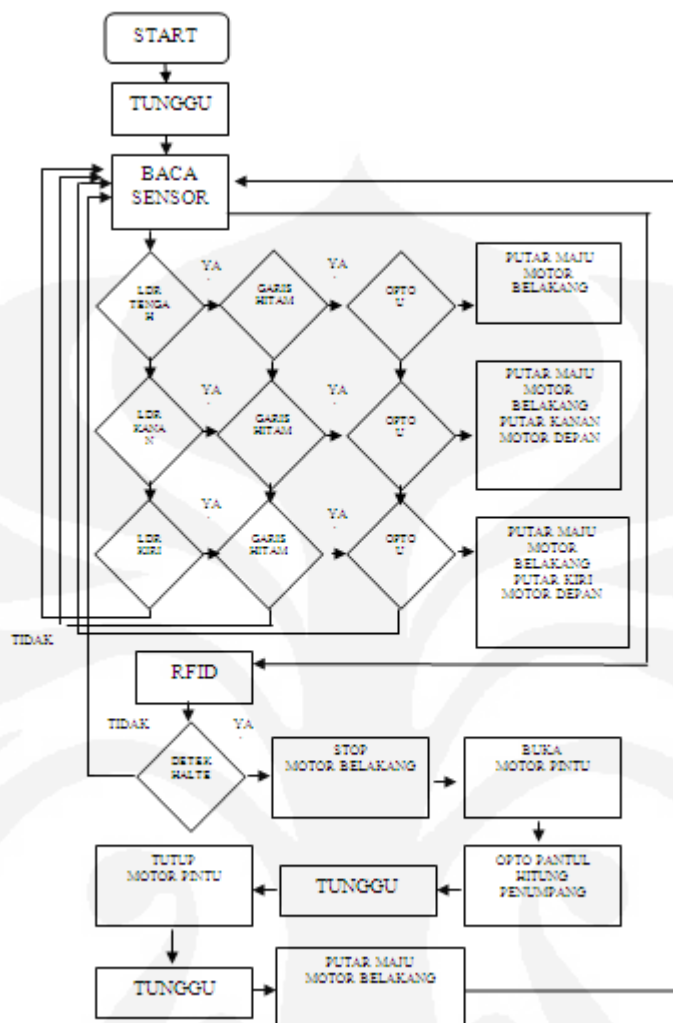 START
TUNGGU
BACA
SENSOR
YA
.
YA
.
LDR
TENGA
H
GARIS
HITAM
OPTO
U
PUTAR MAJU
MOTOR
BELAKANG
YA
.
YA
.
LDR
KANA
N
GARIS
HITAM
OPTO
U
PUTAR MAJU
MOTOR
BELAKANG
PUTAR KANAN
MOTOR DEPAN
YA
.
YA
.
LDR
KIRI
GARIS
HITAM
OPTO
U
PUTAR MAJU
MOTOR
BELAKANG
PUTAR KIRI
MOTOR DEPAN
TIDAK
RFID
TIDAK
YA
.
DETEK
HALTE
STOP
MOTOR BELAKANG
BUKA
MOTOR PINTU
TUTUP
MOTOR PINTU
TUNGGU
OPTO PANTUL
HITUNG
PENUMPANG
TUNGGU
PUTAR MAJU
MOTOR BELAKANG